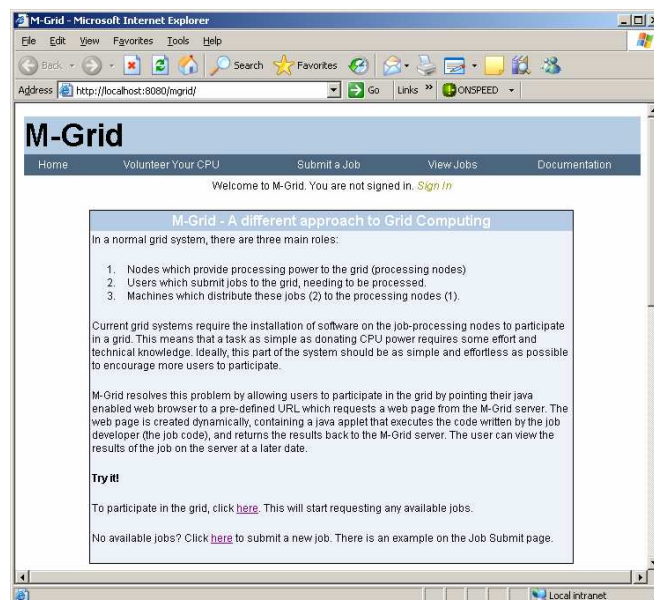 M-Grid - Microsoft Internet Explorer
File Edit View Favorites Tools Help
Back Search Favorites
Address http://localhost:8080/mgrid/ Go Links » ONSPEED
M-Grid
Home Volunteer Your CPU Submit a Job View Jobs Documentation
Welcome to M-Grid. You are not signed in. Sign In
M-Grid - A different approach to Grid Computing
In a normal grid system, there are three main roles:
1. Nodes which provide processing power to the grid (processing nodes)
2. Users which submit jobs to the grid, needing to be processed.
3. Machines which distribute these jobs (2) to the processing nodes (1).
Current grid systems require the installation of software on the job-processing nodes to participate
in a grid. This means that a task as simple as donating CPU power requires some effort and
technical knowledge. Ideally, this part of the system should be as simple and effortless as possible
to encourage more users to participate.
M-Grid resolves this problem by allowing users to participate in the grid by pointing their java
enabled web browser to a pre-defined URL which requests a web page from the M-Grid server. The
web page is created dynamically, containing a java applet that executes the code written by the job
developer (the job code), and returns the results back to the M-Grid server. The user can view the
results of the job on the server at a later date.
Try it!
To participate in the grid, click here. This will start requesting any available jobs.
No available jobs? Click here to submit a new job. There is an example on the Job Submit page.
Local intranet